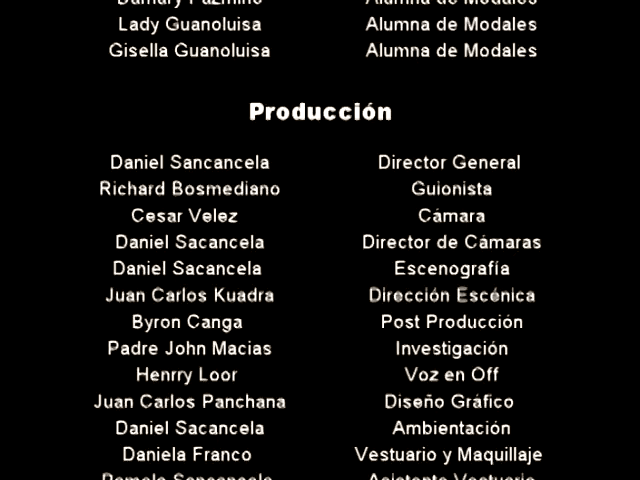 Lady Guanoluisa Alumna de Modales
Gisella Guanoluisa Alumna de Modales
Producción
Daniel Sancancela Director General
Richard Bosmediano Guionista
Cesar Velez Cámara
Daniel Sacancela Director de Cámaras
Daniel Sacancela Escenografía
Juan Carlos Kuadra Dirección Escénica
Byron Canga Post Producción
Padre John Macias Investigación
Henrry Loor Voz en Off
Juan Carlos Panchana Diseño Gráfico
Daniel Sacancela Ambientación
Daniela Franco Vestuario y Maquillaje